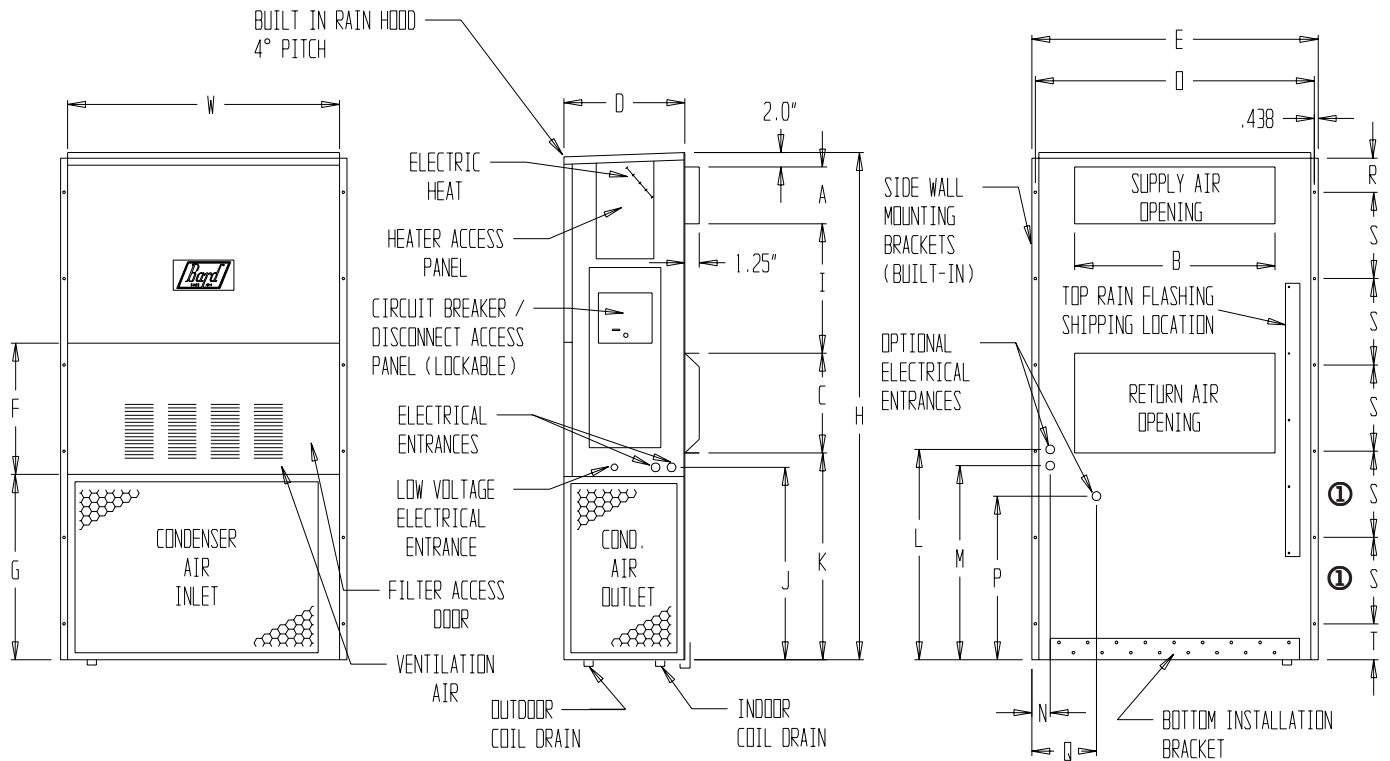 BUILT IN RAIN HOOD
4° PITCH
W
Bard
F
G
CONDENSER
AIR
INLET
D
2.0"
ELECTRIC
HEAT
HEATER ACCESS
PANEL
CIRCUIT BREAKER /
DISCONNECT ACCESS
PANEL (LOCKABLE)
ELECTRICAL
ENTRANCES
LOW VOLTAGE
ELECTRICAL
ENTRANCE
FILTER ACCESS
DOOR
VENTILATION
AIR
A
1.25"
I
C
H
COND.
AIR
OUTLET
J
K
OUTDOOR
COIL DRAIN
INDOOR
COIL DRAIN
E
O
.438
SIDE WALL
MOUNTING
BRACKETS
(BUILT-IN)
SUPPLY AIR
OPENING
B
TOP RAIN FLASHING
SHIPPING LOCATION
OPTIONAL
ELECTRICAL
ENTRANCES
RETURN AIR
OPENING
R
S
S
S
① S
① S
T
L
M
P
N
Q
BOTTOM INSTALLATION
BRACKET